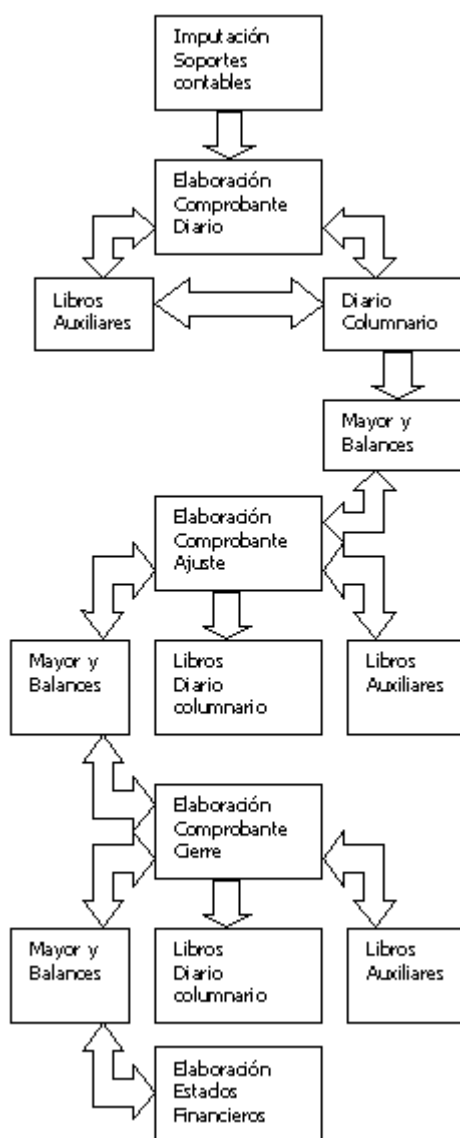 Imputación
Soportes
contables
Elaboración
Comprobante
Diario
Libros
Auxiliares
Diario
Columnario
Mayor y
Balances
Elaboración
Comprobante
Ajuste
Mayor y
Balances
Libros
Diario
columnario
Libros
Auxiliares
Elaboración
Comprobante
Cierre
Mayor y
Balances
Libros
Diario
columnario
Libros
Auxiliares
Elaboración
Estados
Financieros